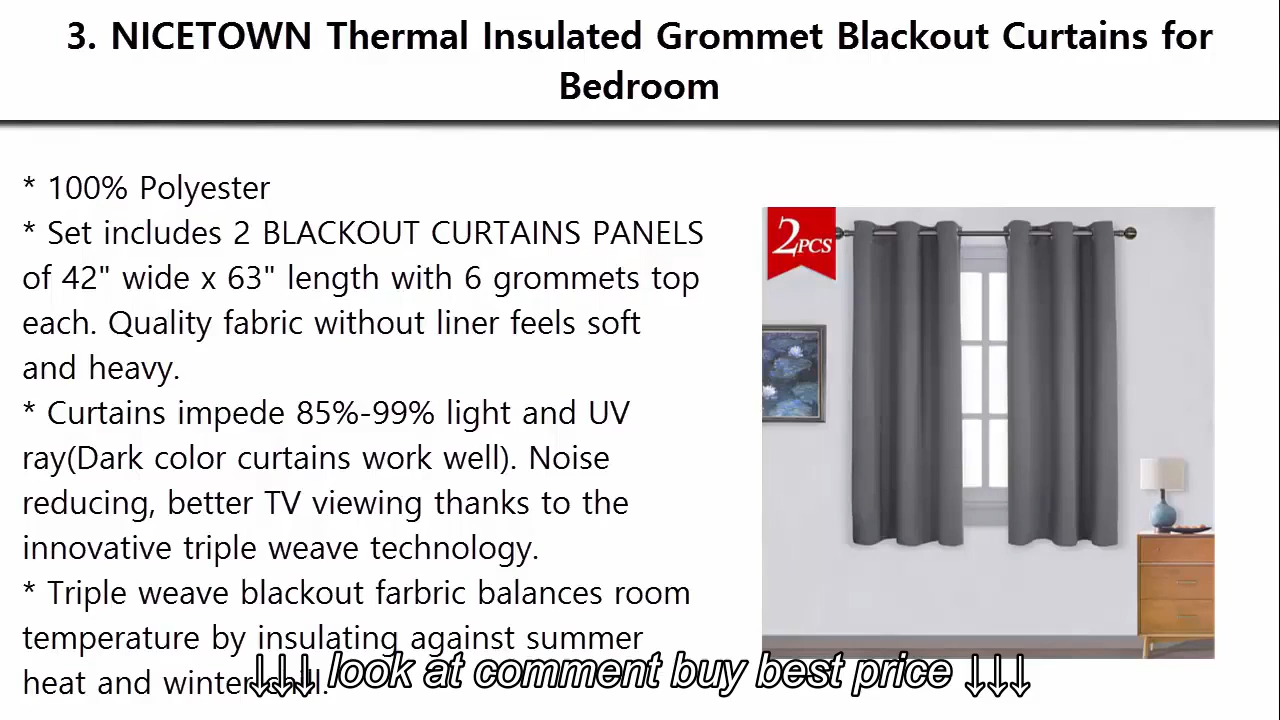 3. NICETOWN Thermal Insulated Grommet Blackout Curtains for
Bedroom
* 100% Polyester
* Set includes 2 BLACKOUT CURTAINS PANELS
of 42" wide x 63" length with 6 grommets top
each. Quality fabric without liner feels soft
and heavy.
* Curtains impede 85%-99% light and UV
ray(Dark color curtains work well). Noise
reducing, better TV viewing thanks to the
innovative triple weave technology.
* Triple weave blackout farbric balances room
temperature by insulating against summer
heat and winter
2PCS
↓↓↓ look at comment buy best price ↓↓↓